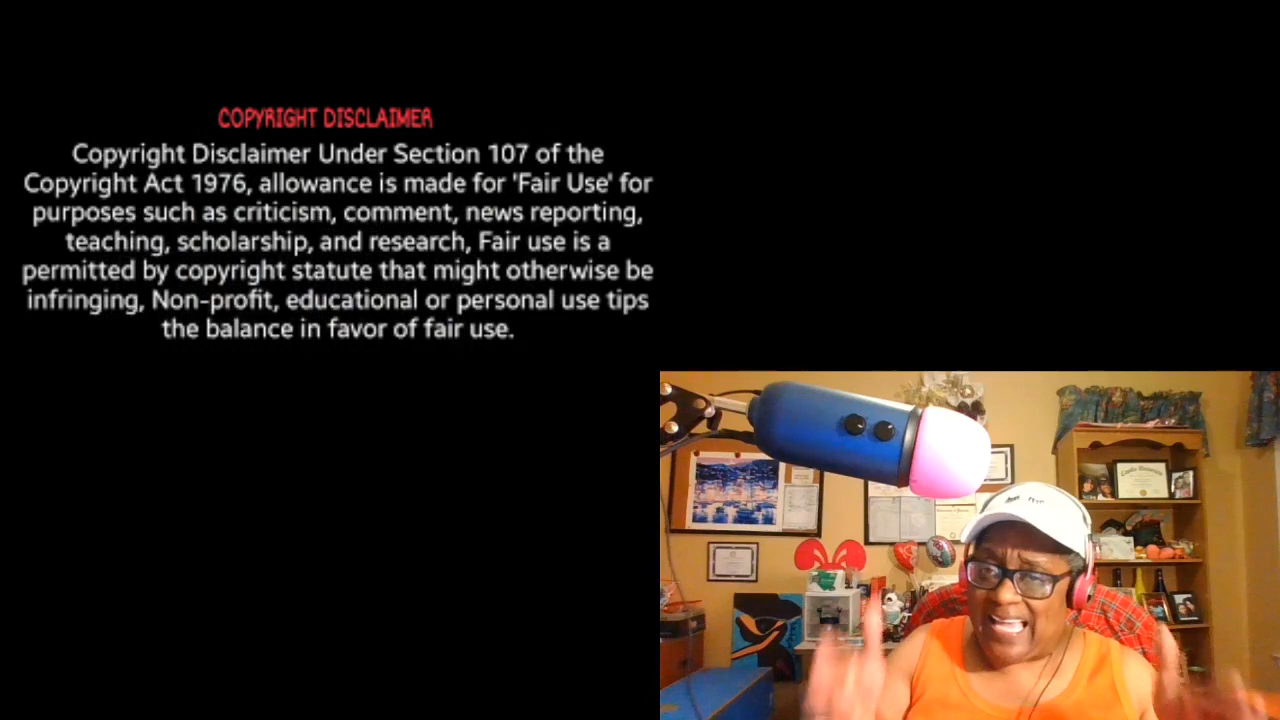 COPYRIGHT DISCLAIMER
Copyright Disclaimer Under Section 107 of the
Copyright Act 1976, allowance is made for 'Fair Use' for
purposes such as criticism, comment, news reporting,
teaching, scholarship, and research, Fair use is a
permitted by copyright statute that might otherwise be
infringing, Non-profit, educational or personal use tips
the balance in favor of fair use.